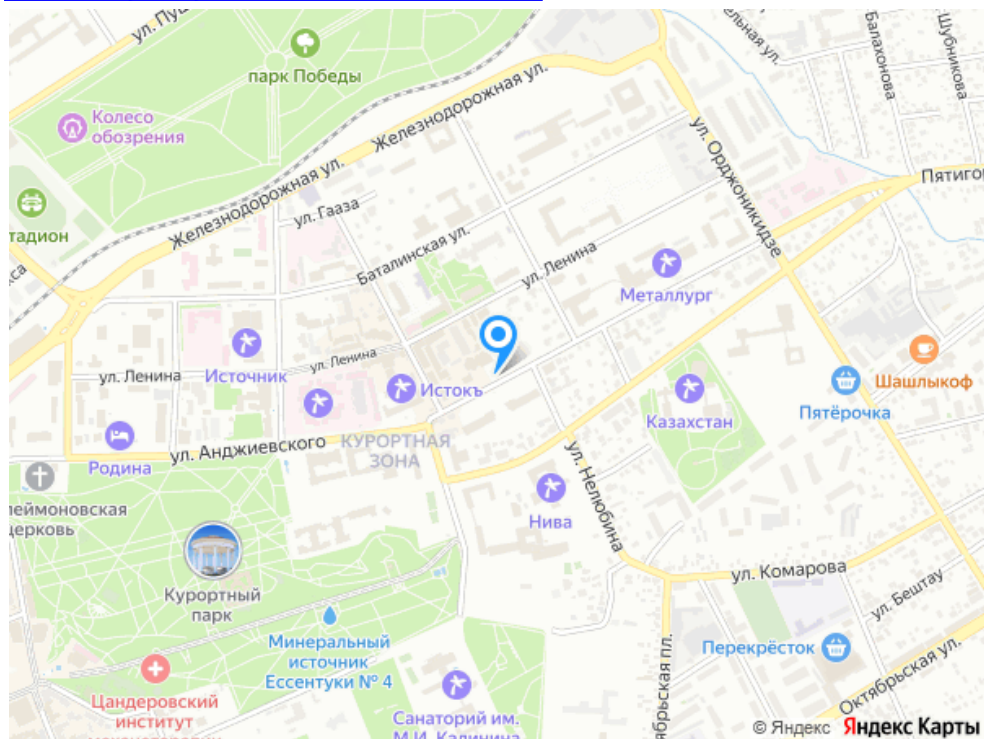 ул. Пу
парк Победы
Колесо
обозрения
Железнодорожная ул.
ельная ул.
Балахонова
Шубникова
ул. Орджоникидзе
Пятигор
тадион
Железнодорожная ул.
ул. Гааза
Баталинская ул.
ул. Ленина
Металлург
са
Источник
ул. Ленина
ул. Ленина
Истокъ
Казахстан
Пятёрочка
Шашлыкоф
Родина
ул. Анджиевского
КУРОРТНАЯ
ЗОНА
ул. Нелюбина
Нива
леймоновская
церковь
Курортный
парк
ул. Комарова
ул. Бештау
Минеральный
источник
Ессентуки № 4
Перекрёсток
Октябрьская ул.
Цандеровский
институт
Санаторий им.
М.И. Калинина
ябрьская пл.
© Яндекс Яндекс Карты